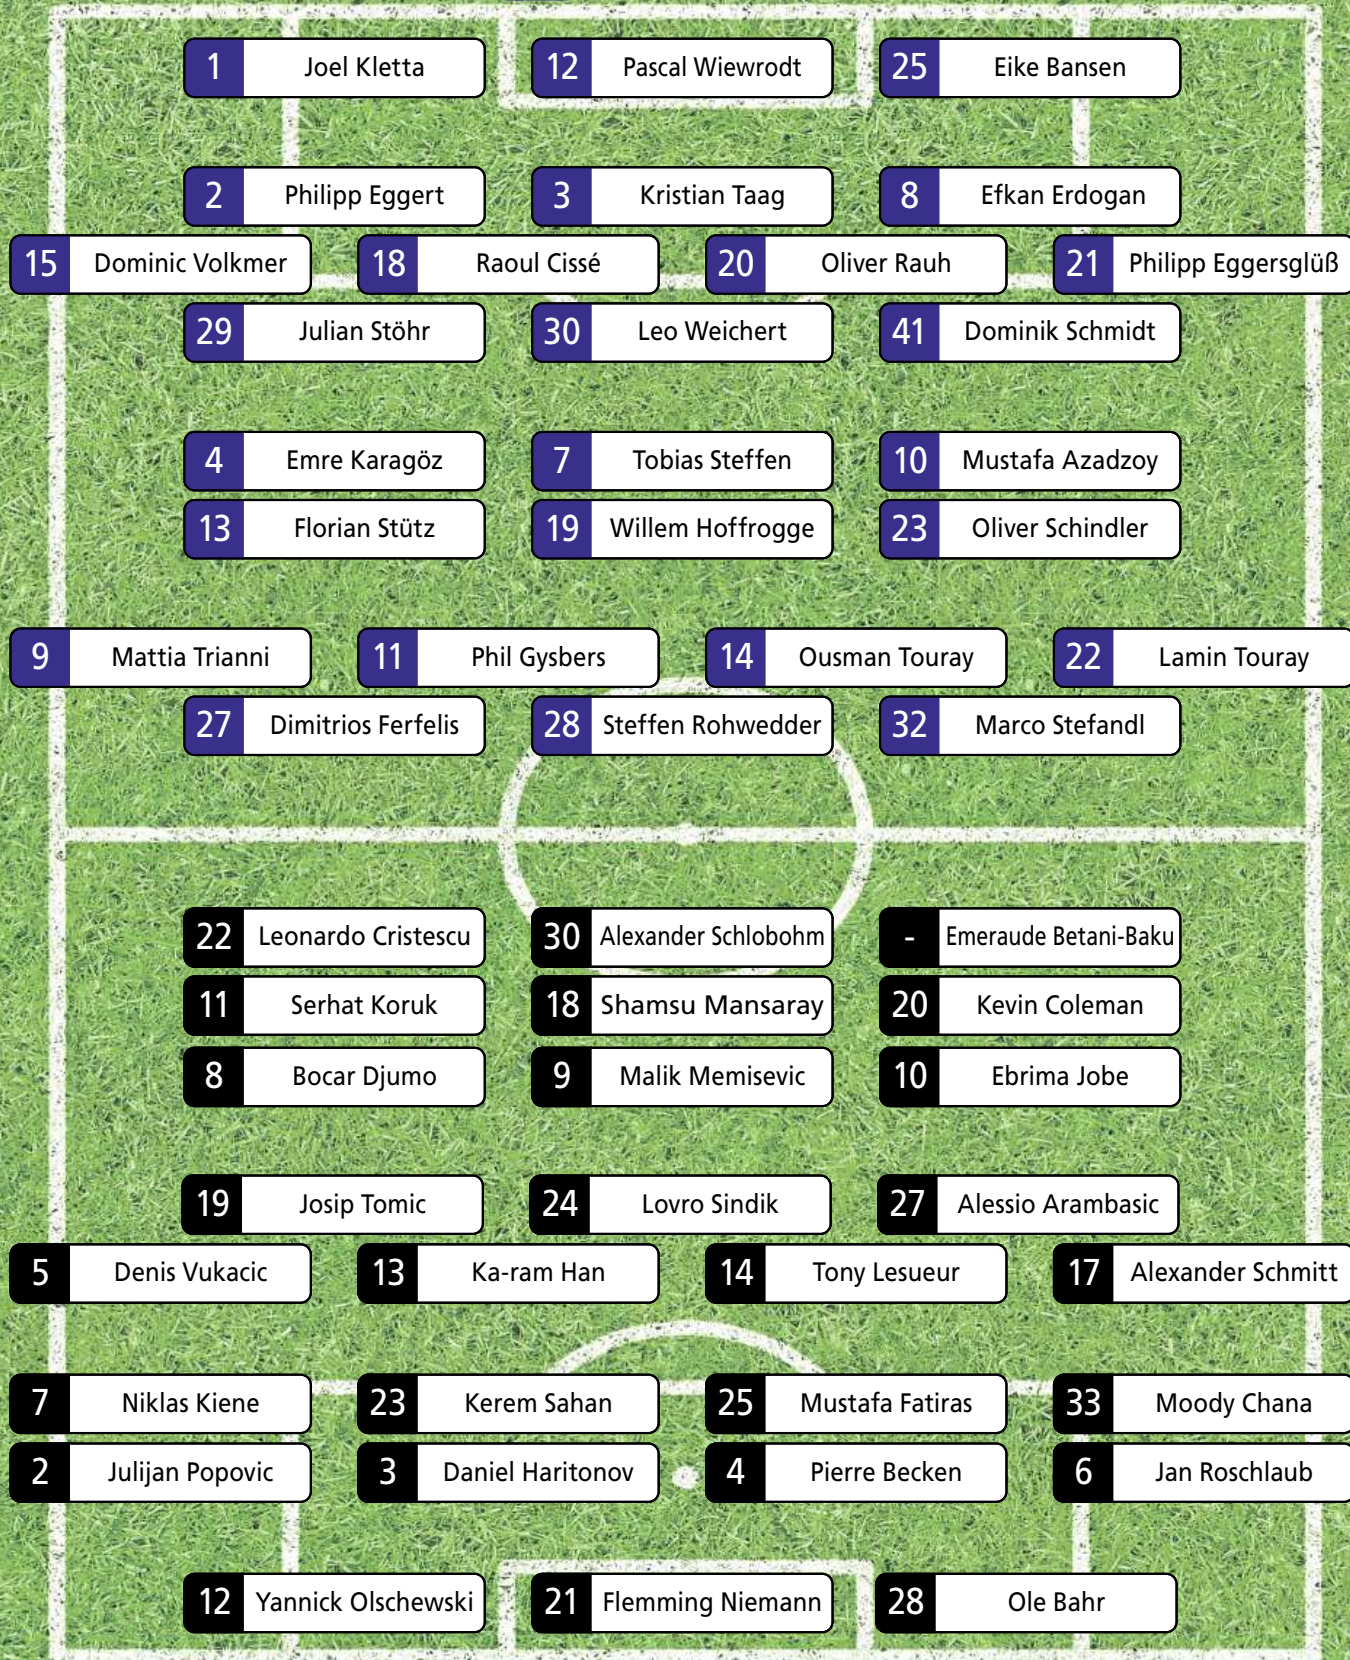 1 Joel Kletta 12 Pascal Wiewrodt 25 Eike Bansen
2 Philipp Eggert 3 Kristian Taag 8 Efkan Erdogan
15 Dominic Volkmer 18 Raoul Cissé 20 Oliver Rauh 21 Philipp Eggersglüß
29 Julian Stöhr 30 Leo Weichert 41 Dominik Schmidt
4 Emre Karagöz 7 Tobias Steffen 10 Mustafa Azadzoy
13 Florian Stütz 19 Willem Hoffrogge 23 Oliver Schindler
9 Mattia Trianni 11 Phil Gysbers 14 Ousman Touray 22 Lamin Touray
27 Dimitrios Ferfelis 28 Steffen Rohwedder 32 Marco Stefandl
22 Leonardo Cristescu 30 Alexander Schlobohm - Emeraude Betani-Baku
11 Serhat Koruk 18 Shamsu Mansaray 20 Kevin Coleman
8 Bocar Djumo 9 Malik Memisevic 10 Ebrima Jobe
19 Josip Tomic 24 Lovro Sindik 27 Alessio Arambasic
5 Denis Vukacic 13 Ka-ram Han 14 Tony Lesueur 17 Alexander Schmitt
7 Niklas Kiene 23 Kerem Sahan 25 Mustafa Fatiras 33 Moody Chana
2 Julijan Popovic 3 Daniel Haritonov 4 Pierre Becken 6 Jan Roschlaub
12 Yannick Olschewski 21 Flemming Niemann 28 Ole Bahr